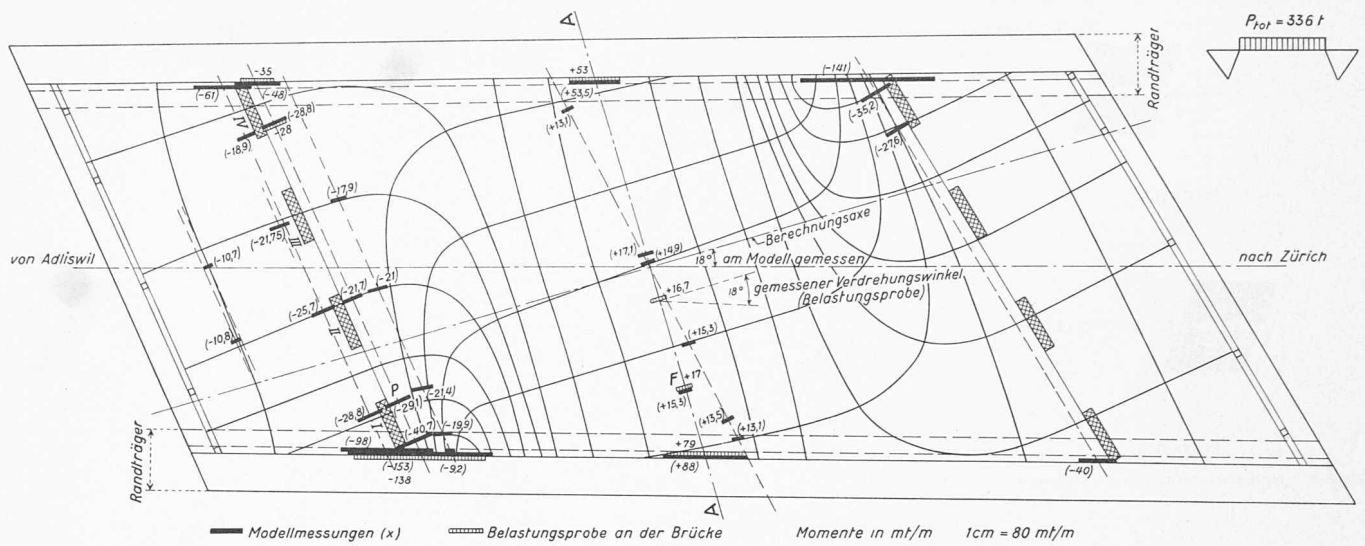 A
P_tot = 336 t
Randträger
-35
+53
(-141)
(-61)
(-48)
(+53,5)
(-28,8)
IV
-28
(+13,1)
(-35,2)
(-18,9)
(-27,6)
(-17,9)
(-21,75)
III
Berechnungsaxe
(+17,1)
(+14,9)
von Adliswil
(-10,7)
18° am Modell gemessen
nach Zürich
(-21,7)
(-21)
+16,7
18° gemessener Verdrehungswinkel
(Belastungsprobe)
(-25,7)
II
(-10,8)
(+15,3)
F
+17
P
(-21,4)
(+15,3)
(-28,8)
(-29,1)
I
(-40,7)
(-19,9)
(+13,5)
(+13,1)
Randträger
(-98)
+79
(-153)
(-9,2)
(+88)
(-40)
-138
A
Modellmessungen (x)
Belastungsprobe an der Brücke
Momente in mt/m
1cm = 80 mt/m